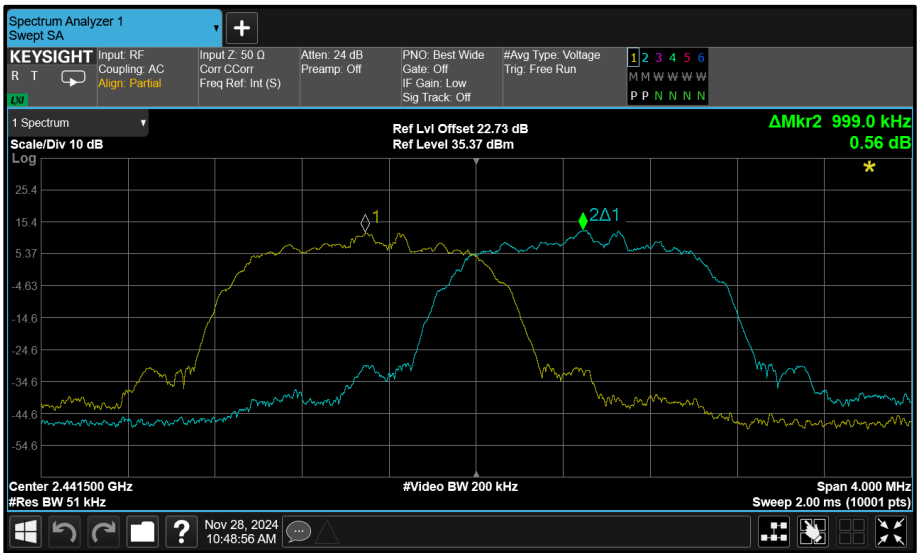 Spectrum Analyzer 1
Swept SA
+
KEYSIGHT
R T
LXI
Input: RF
Coupling: AC
Align: Partial
Input Z: 50 Ω
Corr CCorr
Freq Ref: Int (S)
Atten: 24 dB
Preamp: Off
PNO: Best Wide
Gate: Off
IF Gain: Low
Sig Track: Off
#Avg Type: Voltage
Trig: Free Run
1 2 3 4 5 6
M M W W W W
P P N N N N
1 Spectrum
Scale/Div 10 dB
Ref Lvl Offset 22.73 dB
Ref Level 35.37 dBm
ΔMkr2 999.0 kHz
0.56 dB
Log
*
25.4
15.4
5.37
-4.63
-14.6
-24.6
-34.6
-44.6
-54.6
1
2Δ1
Center 2.441500 GHz
#Res BW 51 kHz
#Video BW 200 kHz
Span 4.000 MHz
Sweep 2.00 ms (10001 pts)
?
Nov 28, 2024
10:48:56 AM